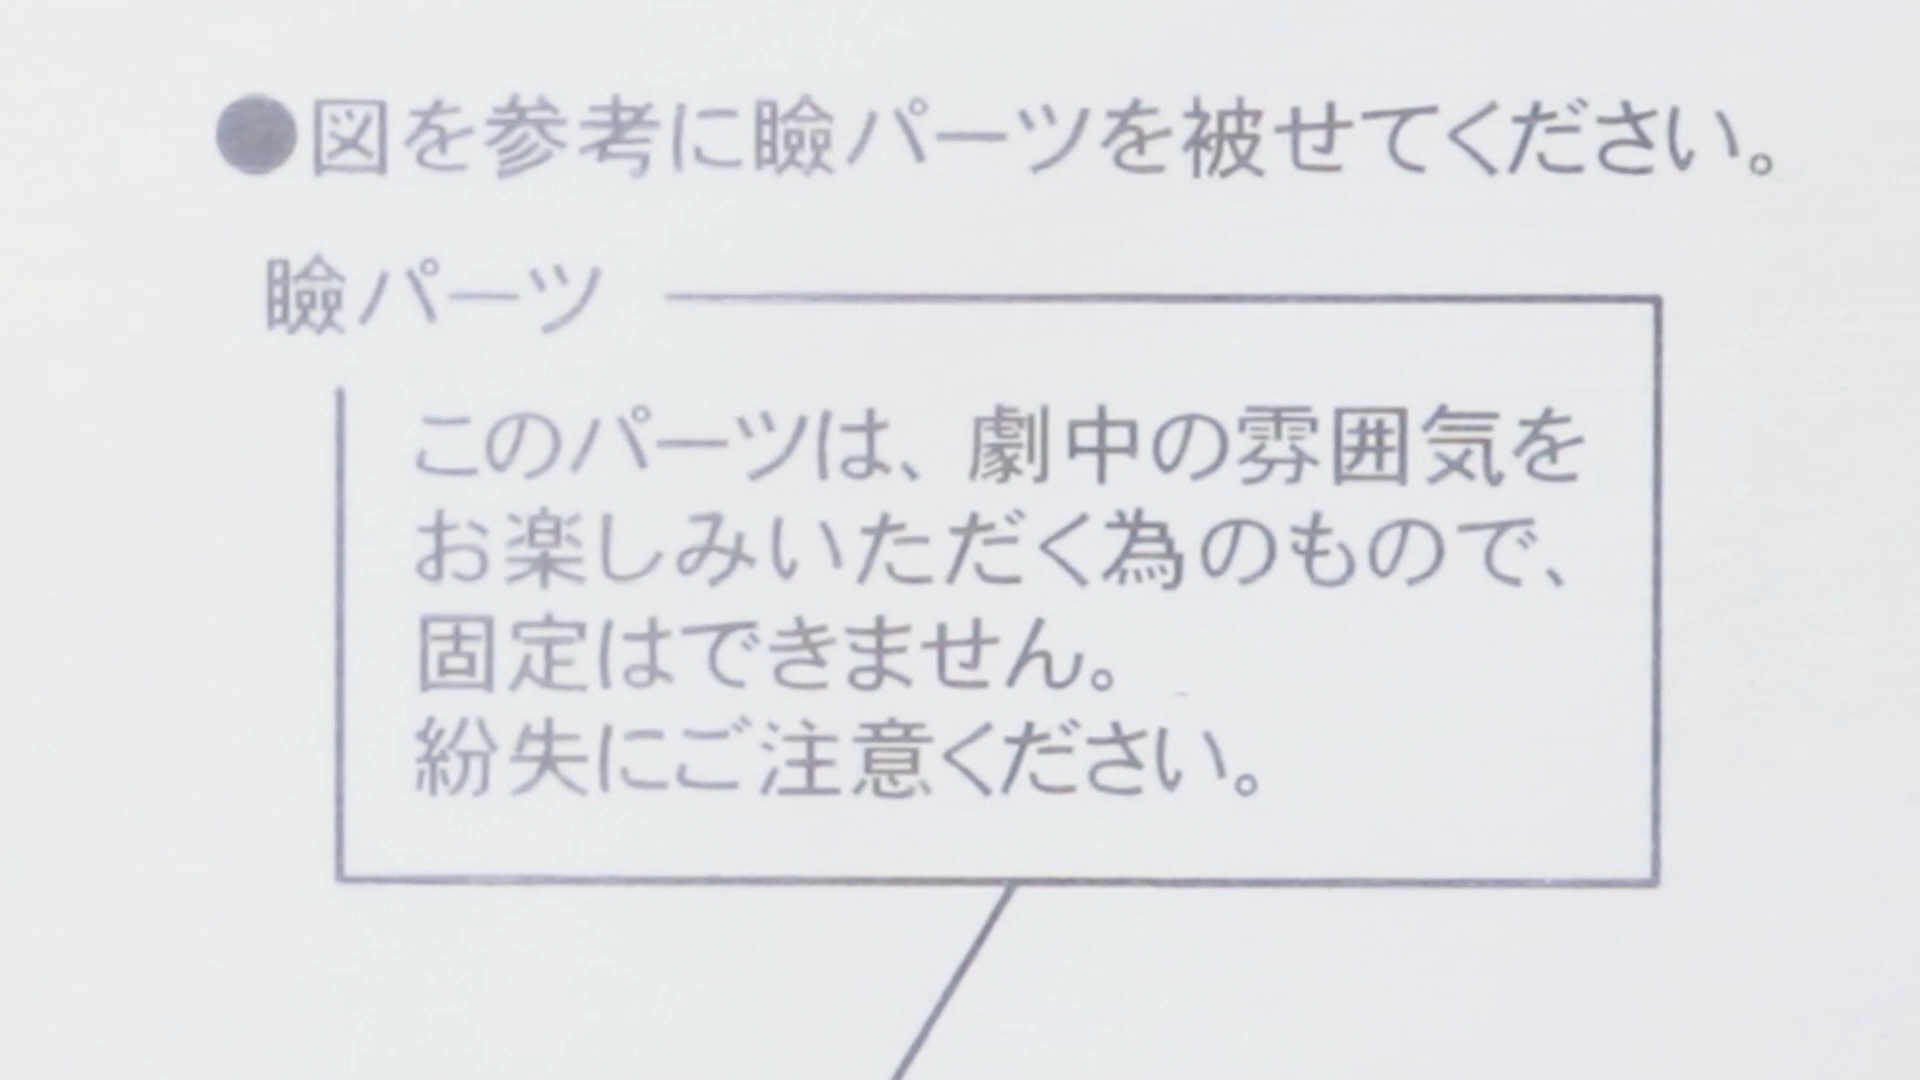 ●図を参考に瞼パーツを被せてください。
瞼パーツ
このパーツは、劇中の雰囲気を
お楽しみいただく為のもので、
固定はできません。
紛失にご注意ください。